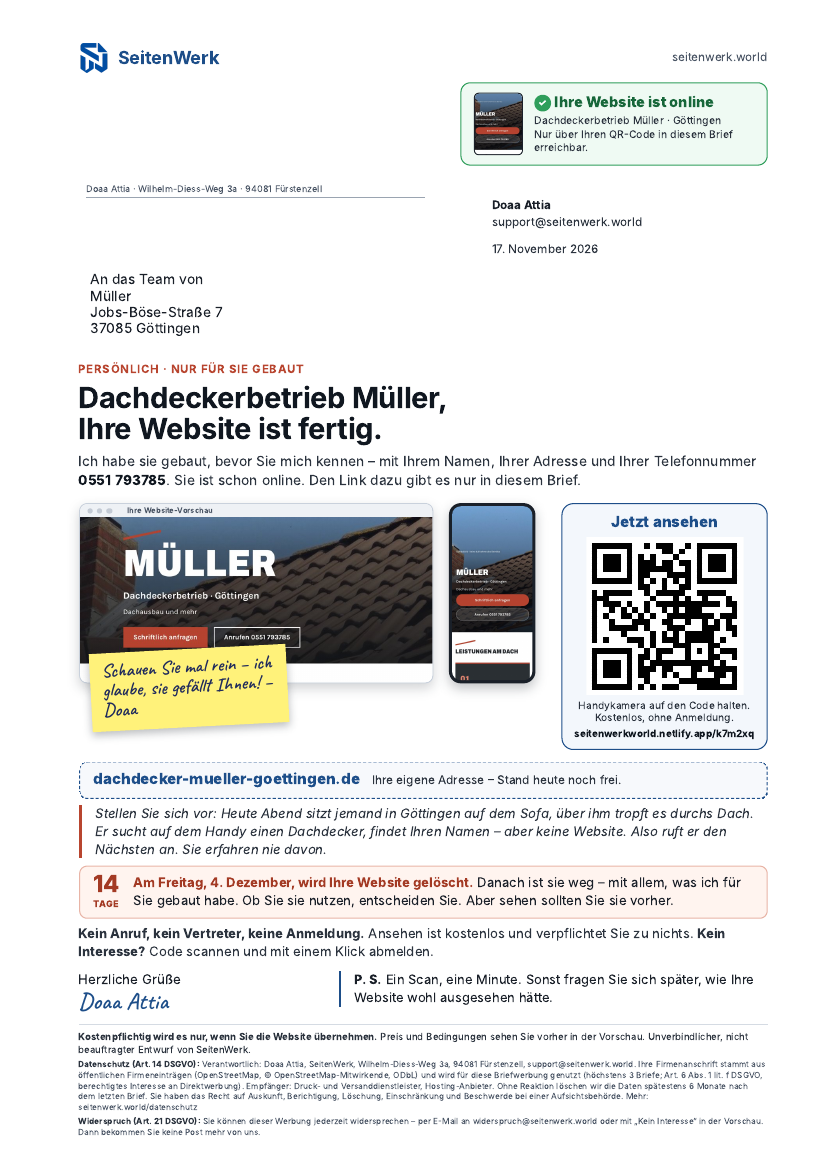 SeitenWerk
seitenwerk.world
Ihre Website ist online
Dachdeckerbetrieb Müller · Göttingen
Nur über Ihren QR-Code in diesem Brief
erreichbar.
Doaa Attia · Wilhelm-Diess-Weg 3a · 94081 Fürstenzell
Doaa Attia
support@seitenwerk.world
17. November 2026
An das Team von
Müller
Jobs-Böse-Straße 7
37085 Göttingen
PERSÖNLICH · NUR FÜR SIE GEBAUT
Dachdeckerbetrieb Müller,
Ihre Website ist fertig.
Ich habe sie gebaut, bevor Sie mich kennen – mit Ihrem Namen, Ihrer Adresse und Ihrer Telefonnummer
0551 793785. Sie ist schon online. Den Link dazu gibt es nur in diesem Brief.
Ihre Website-Vorschau
MÜLLER
Dachdeckerbetrieb · Göttingen
Dachausbau und mehr
Schriftlich anfragen
Anrufen 0551 793785
Schauen Sie mal rein – ich
glaube, sie gefällt Ihnen! –
Doaa
MÜLLER
Dachdeckerbetrieb · Göttingen
Dachausbau und mehr
Schriftlich anfragen
Anrufen 0551 793785
LEISTUNGEN AM DACH
01
Jetzt ansehen
Handykamera auf den Code halten.
Kostenlos, ohne Anmeldung.
seitenwerkworld.netlify.app/k7m2xq
dachdecker-mueller-goettingen.de Ihre eigene Adresse – Stand heute noch frei.
Stellen Sie sich vor: Heute Abend sitzt jemand in Göttingen auf dem Sofa, über ihm tropft es durchs Dach.
Er sucht auf dem Handy einen Dachdecker, findet Ihren Namen – aber keine Website. Also ruft er den
Nächsten an. Sie erfahren nie davon.
14
TAGE
Am Freitag, 4. Dezember, wird Ihre Website gelöscht. Danach ist sie weg – mit allem, was ich für
Sie gebaut habe. Ob Sie sie nutzen, entscheiden Sie. Aber sehen sollten Sie sie vorher.
Kein Anruf, kein Vertreter, keine Anmeldung. Ansehen ist kostenlos und verpflichtet Sie zu nichts. Kein
Interesse? Code scannen und mit einem Klick abmelden.
Herzliche Grüße
Doaa Attia
P. S. Ein Scan, eine Minute. Sonst fragen Sie sich später, wie Ihre
Website wohl ausgesehen hätte.
Kostenpflichtig wird es nur, wenn Sie die Website übernehmen. Preis und Bedingungen sehen Sie vorher in der Vorschau. Unverbindlicher, nicht
beauftragter Entwurf von SeitenWerk.
Datenschutz (Art. 14 DSGVO): Verantwortlich: Doaa Attia, SeitenWerk, Wilhelm-Diess-Weg 3a, 94081 Fürstenzell, support@seitenwerk.world. Ihre Firmenanschrift stammt aus
öffentlichen Firmeneinträgen (OpenStreetMap, © OpenStreetMap-Mitwirkende, ODbL) und wird für diese Briefwerbung genutzt (höchstens 3 Briefe; Art. 6 Abs. 1 lit. f DSGVO,
berechtigtes Interesse an Direktwerbung). Empfänger: Druck- und Versanddienstleister, Hosting-Anbieter. Ohne Reaktion löschen wir die Daten spätestens 6 Monate nach
dem letzten Brief. Sie haben das Recht auf Auskunft, Berichtigung, Löschung, Einschränkung und Beschwerde bei einer Aufsichtsbehörde. Mehr:
seitenwerk.world/datenschutz
Widerspruch (Art. 21 DSGVO): Sie können dieser Werbung jederzeit widersprechen – per E-Mail an widerspruch@seitenwerk.world oder mit „Kein Interesse“ in der Vorschau.
Dann bekommen Sie keine Post mehr von uns.